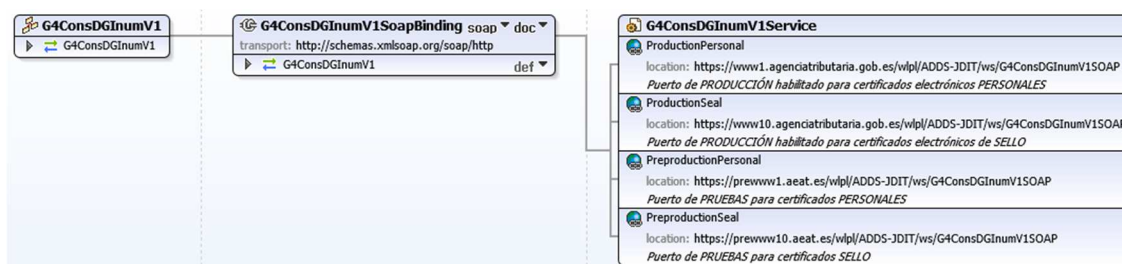 G4ConsDGInumV1
G4ConsDGInumV1
G4ConsDGInumV1SoapBinding soap doc
transport: http://schemas.xmlsoap.org/soap/http
G4ConsDGInumV1 def
G4ConsDGInumV1Service
ProductionPersonal
location: https://www1.agenciatributaria.gob.es/wlpl/ADDS-JDIT/ws/G4ConsDGInumV1SOAP
Puerto de PRODUCCIÓN habilitado para certificados electrónicos PERSONALES
ProductionSeal
location: https://www10.agenciatributaria.gob.es/wlpl/ADDS-JDIT/ws/G4ConsDGInumV1SOAP
Puerto de PRODUCCIÓN habilitado para certificados electrónicos de SELLO
PreproductionPersonal
location: https://prewww1.aeat.es/wlpl/ADDS-JDIT/ws/G4ConsDGInumV1SOAP
Puerto de PRUEBAS para certificados PERSONALES
PreproductionSeal
location: https://prewww10.aeat.es/wlpl/ADDS-JDIT/ws/G4ConsDGInumV1SOAP
Puerto de PRUEBAS para certificados SELLO